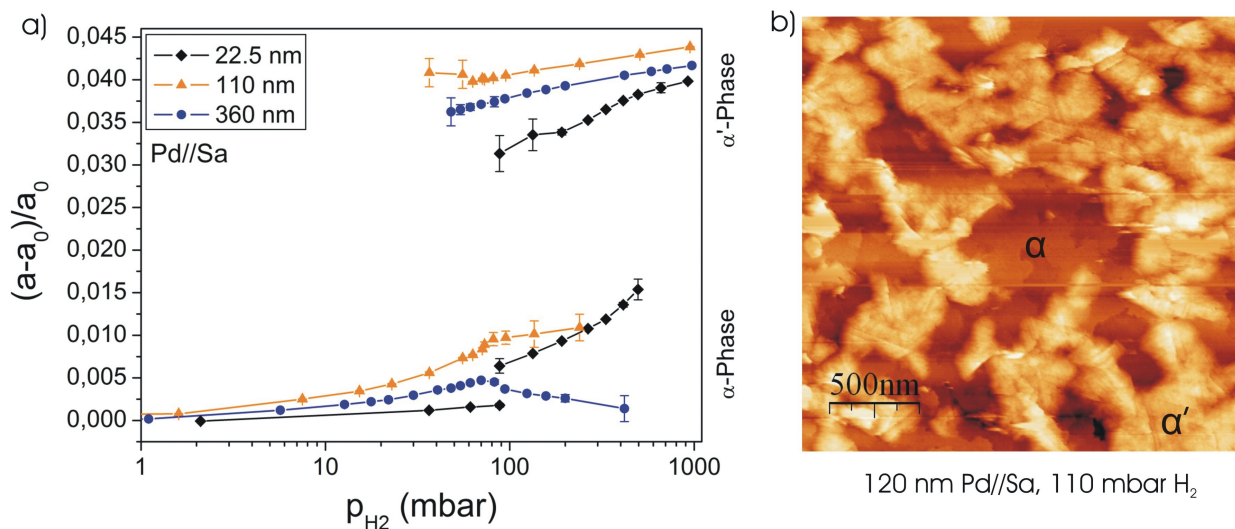 a)
0,045
0,040
0,035
0,030
0,025
0,020
0,015
0,010
0,005
0,000
(a-a₀)/a₀
22.5 nm
110 nm
360 nm
Pd//Sa
α'-Phase
α-Phase
1
10
100
1000
p_H2 (mbar)
b)
α
500nm
α'
120 nm Pd//Sa, 110 mbar H₂